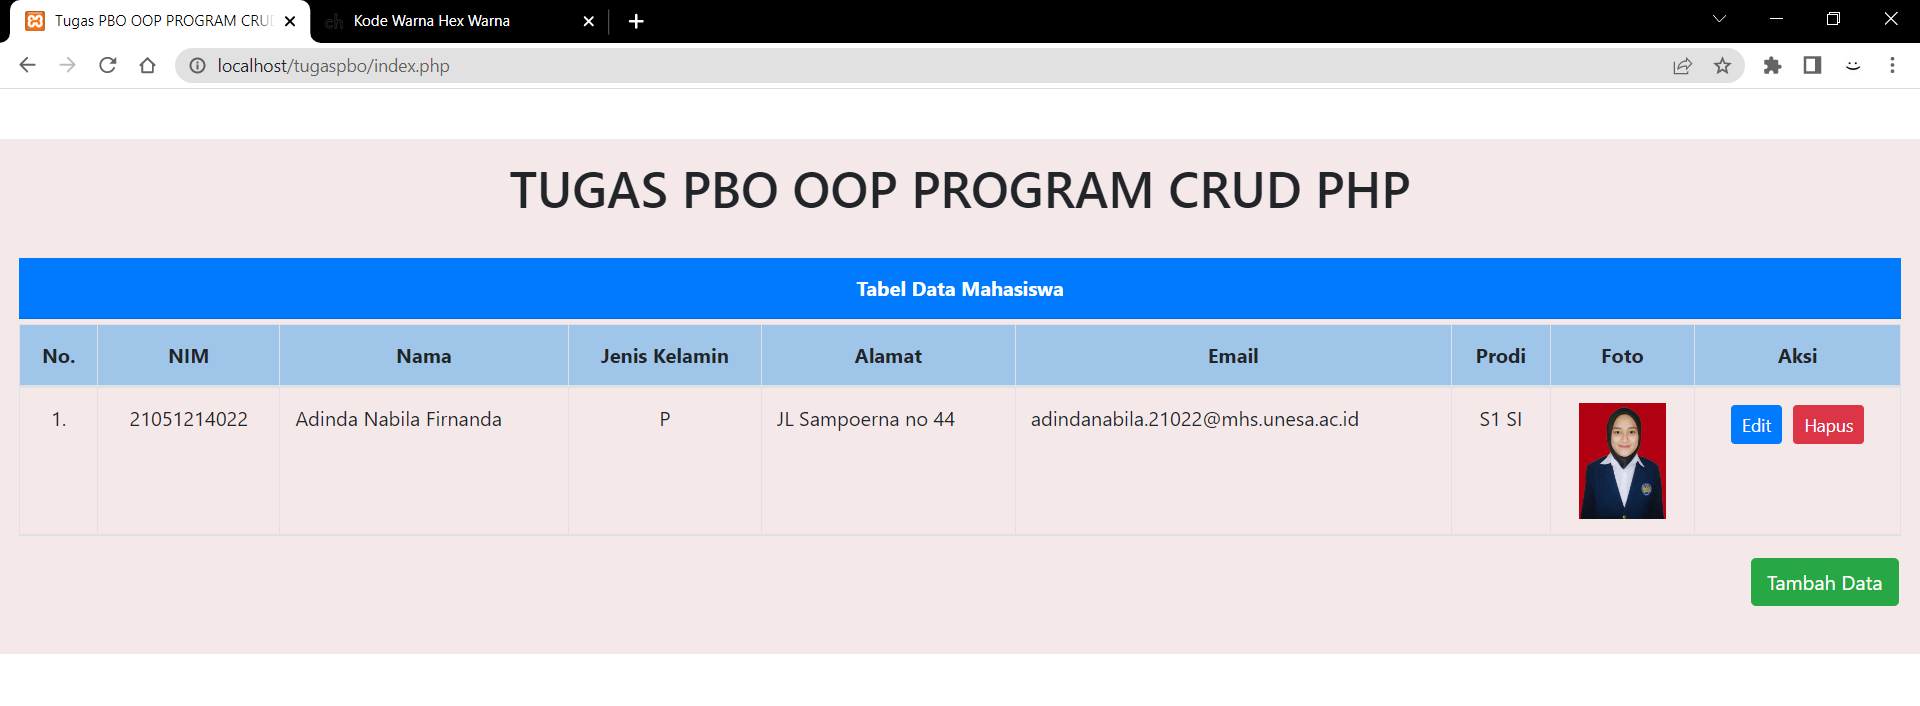 Tugas PBO OOP PROGRAM CRUD
Kode Warna Hex Warna
localhost/tugaspbo/index.php
TUGAS PBO OOP PROGRAM CRUD PHP
Tabel Data Mahasiswa
No. NIM Nama Jenis Kelamin Alamat Email Prodi Foto Aksi
1. 21051214022 Adinda Nabila Firnanda P JL Sampoerna no 44 adindanabila.21022@mhs.unesa.ac.id S1 SI Edit Hapus
Tambah Data